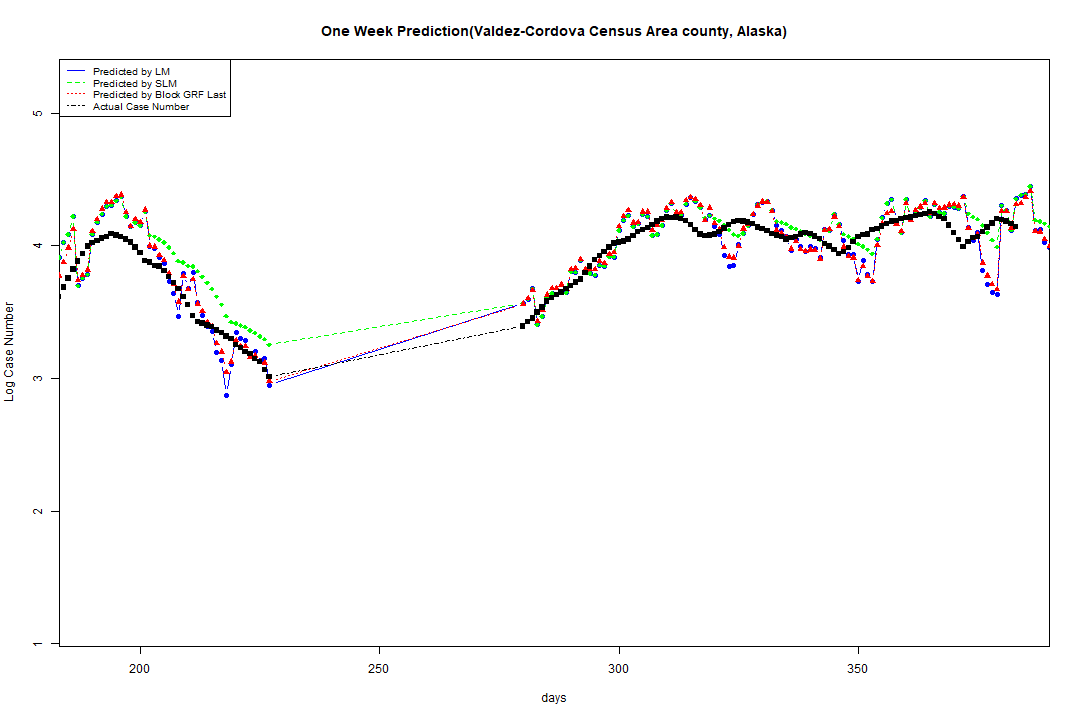 One Week Prediction(Valdez-Cordova Census Area county, Alaska)
Predicted by LM
Predicted by SLM
Predicted by Block GRF Last
Actual Case Number
5
4
3
2
1
Log Case Number
200 250 300 350
days